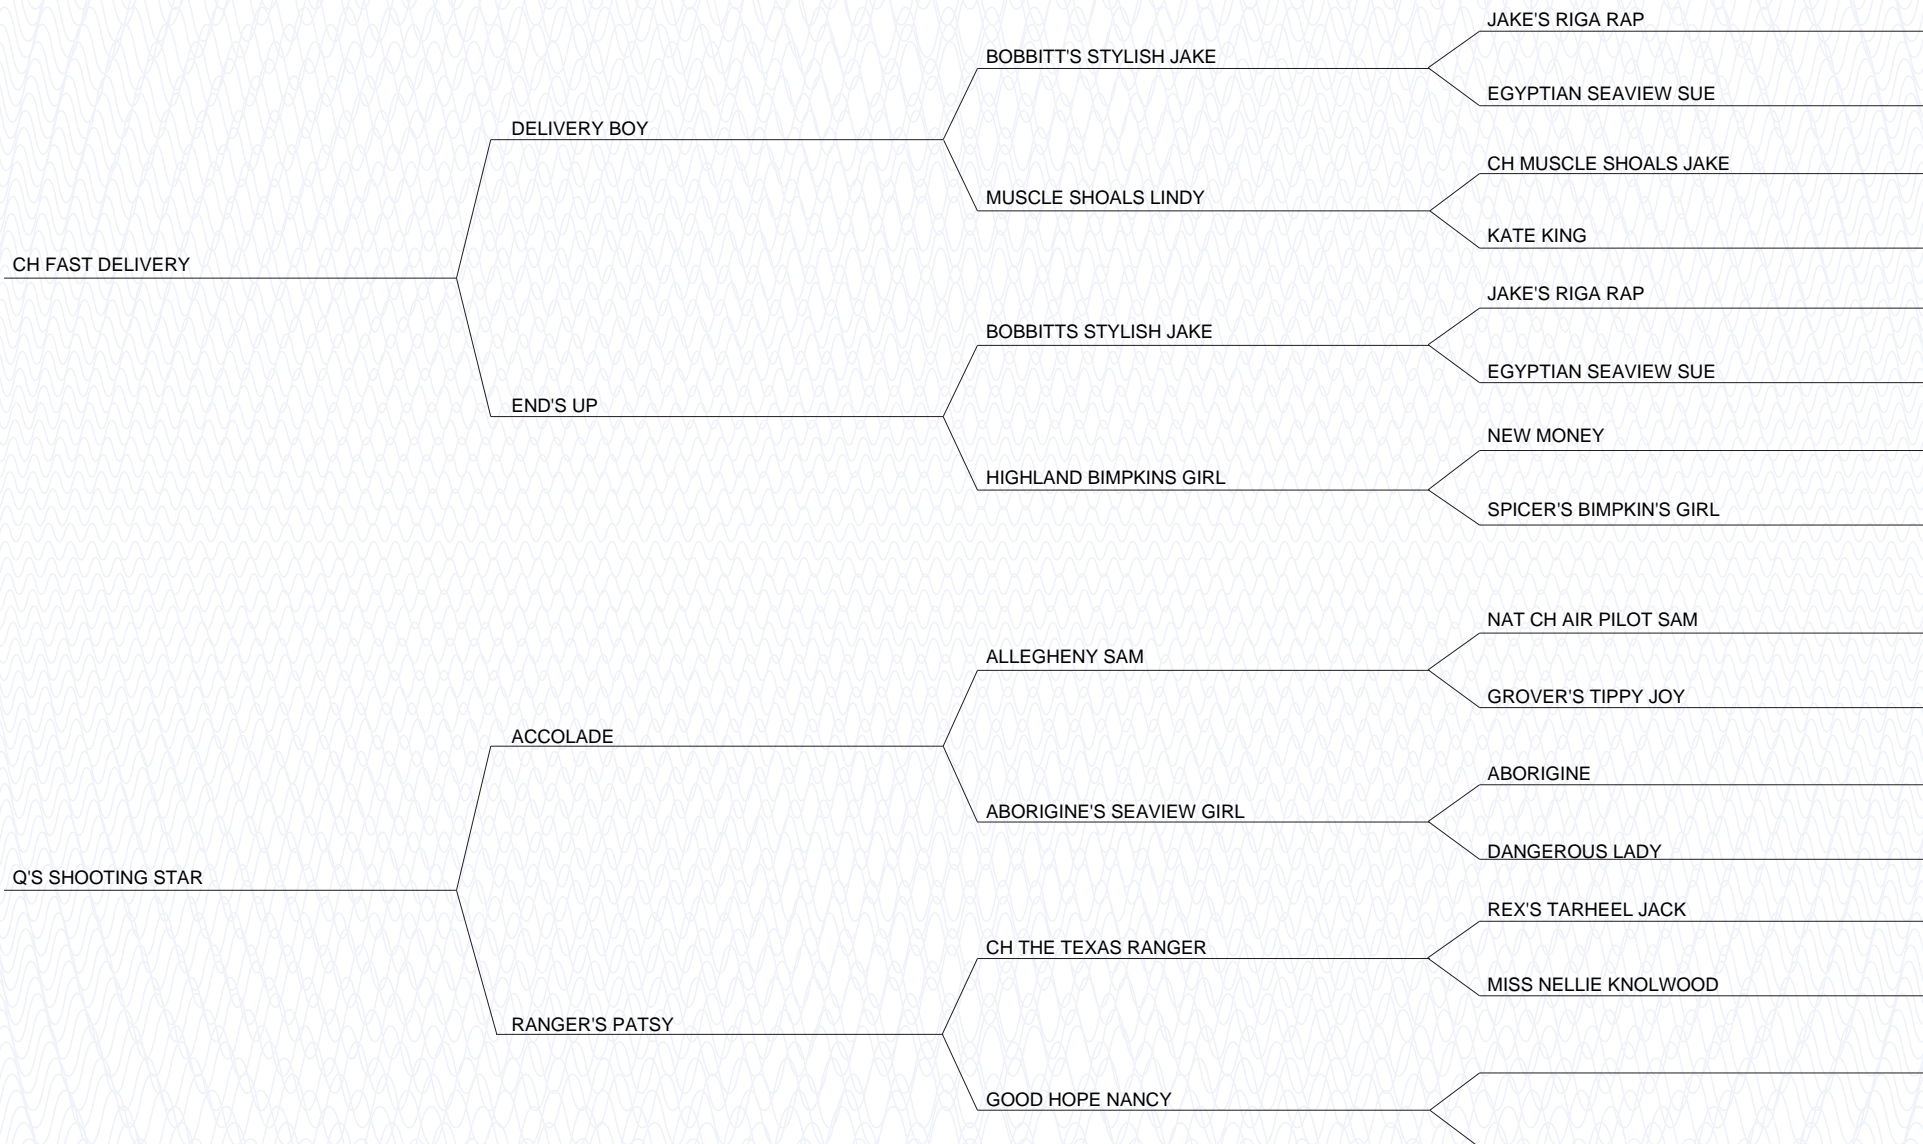 JAKE'S RIGA RAP
BOBBITT'S STYLISH JAKE
EGYPTIAN SEAVIEW SUE
DELIVERY BOY
CH MUSCLE SHOALS JAKE
MUSCLE SHOALS LINDY
KATE KING
CH FAST DELIVERY
JAKE'S RIGA RAP
BOBBITTS STYLISH JAKE
EGYPTIAN SEAVIEW SUE
END'S UP
NEW MONEY
HIGHLAND BIMPKINS GIRL
SPICER'S BIMPKIN'S GIRL
NAT CH AIR PILOT SAM
ALLEGHENY SAM
GROVER'S TIPPY JOY
ACCOLADE
ABORIGINE
ABORIGINE'S SEAVIEW GIRL
DANGEROUS LADY
Q'S SHOOTING STAR
REX'S TARHEEL JACK
CH THE TEXAS RANGER
MISS NELLIE KNOLWOOD
RANGER'S PATSY
GOOD HOPE NANCY